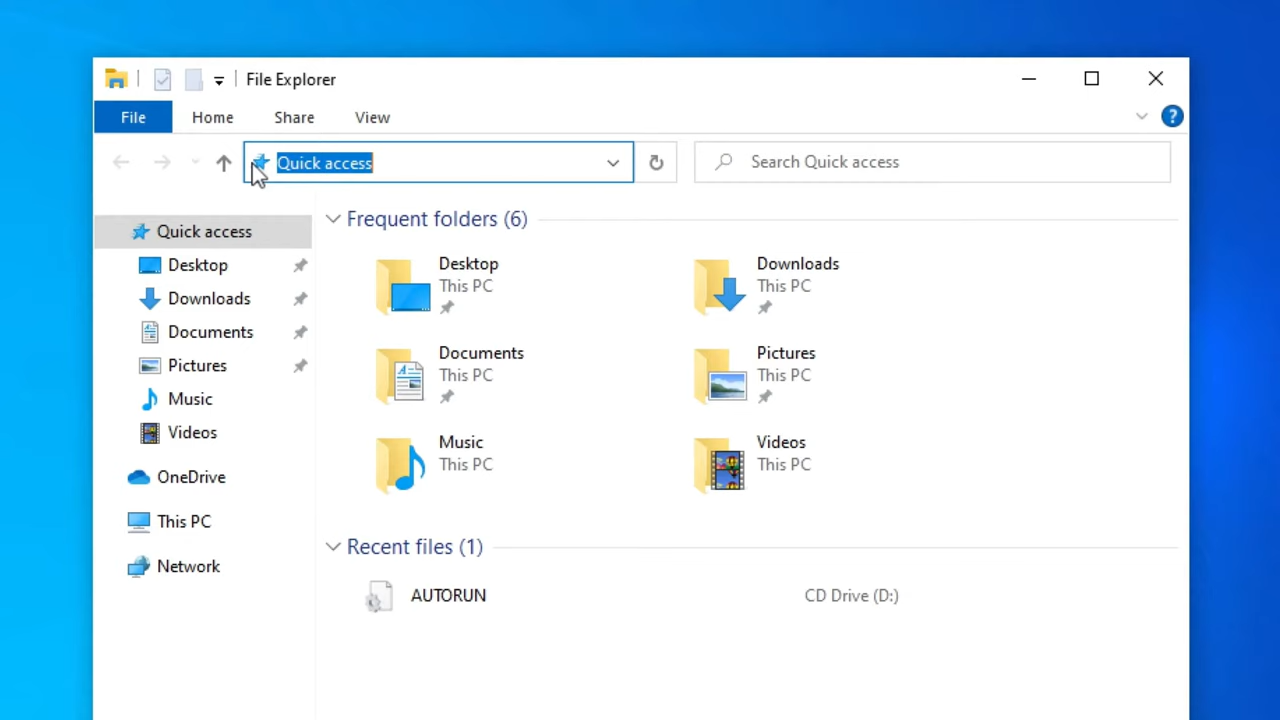 File Explorer
File Home Share View ?
Quick access Search Quick access
Quick access
Desktop
Downloads
Documents
Pictures
Music
Videos
OneDrive
This PC
Network
Frequent folders (6)
Desktop
This PC
Downloads
This PC
Documents
This PC
Pictures
This PC
Music
This PC
Videos
This PC
Recent files (1)
AUTORUN CD Drive (D:)